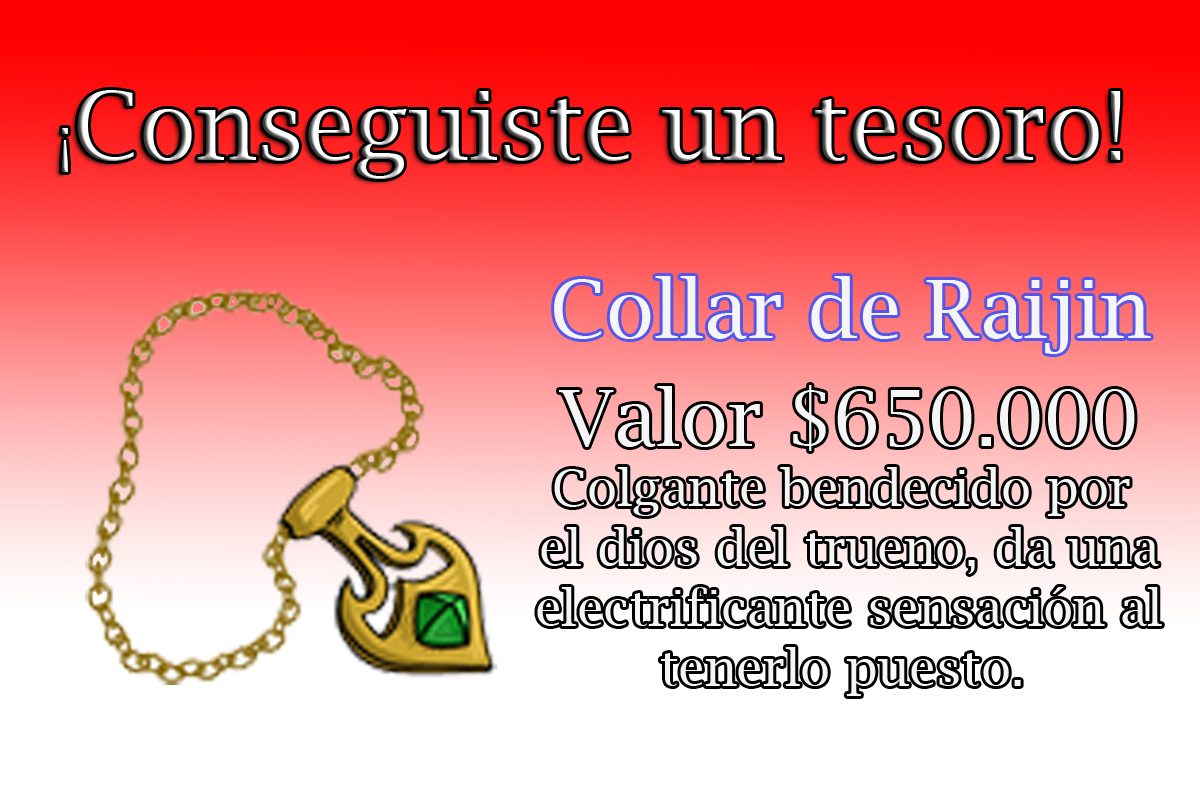 ¡Conseguiste un tesoro!
Collar de Raijin
Valor $650.000
Colgante bendecido por
el dios del trueno, da una
electrificante sensación al
tenerlo puesto.